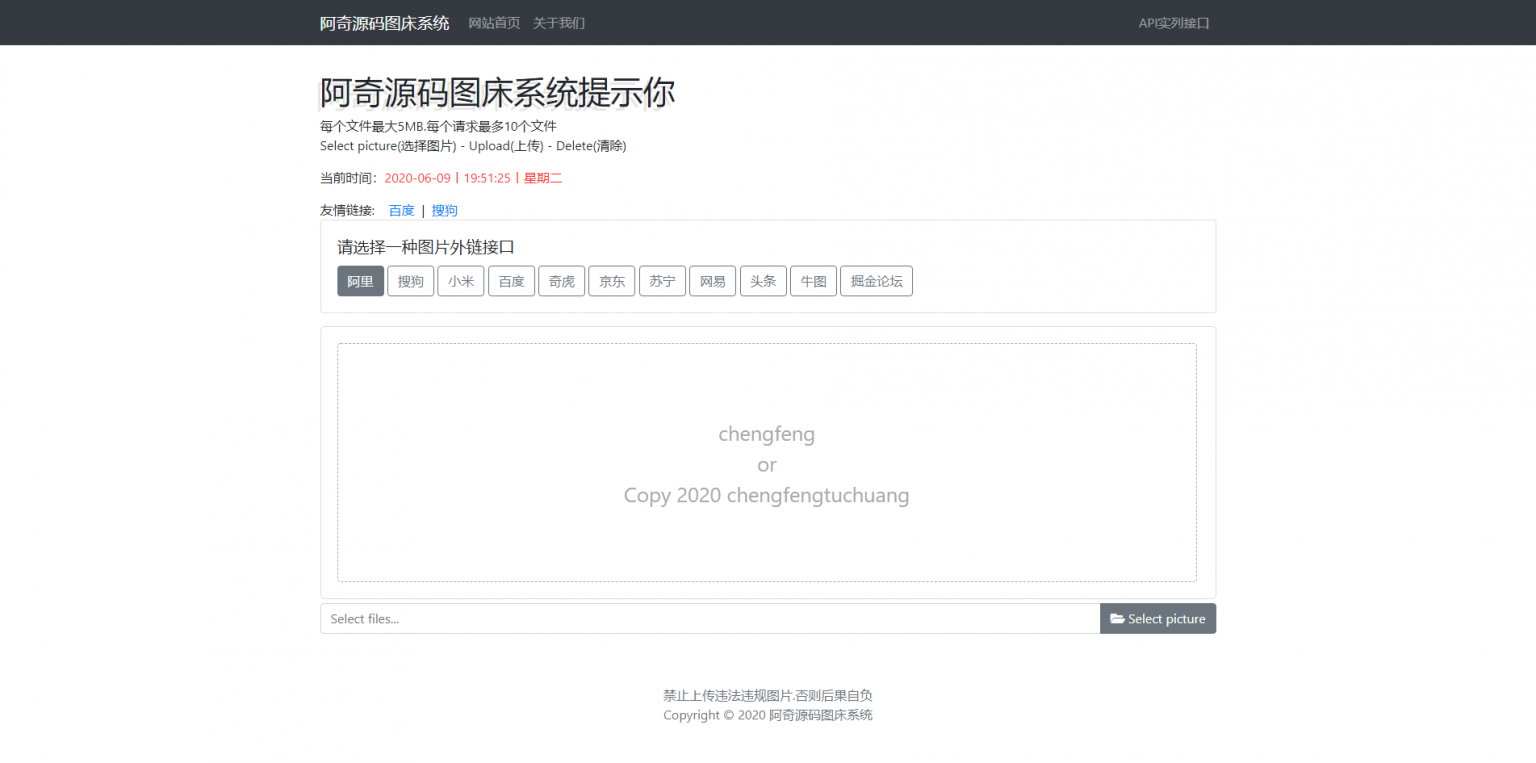 阿奇源码图床系统 网站首页 关于我们 API实列接口
阿奇源码图床系统提示你
每个文件最大5MB.每个请求最多10个文件
Select picture(选择图片) - Upload(上传) - Delete(清除)
当前时间：2020-06-09丨19:51:25丨星期二
友情链接: 百度 | 搜狗
请选择一种图片外链接口
阿里 搜狗 小米 百度 奇虎 京东 苏宁 网易 头条 牛图 掘金论坛
chengfeng
or
Copy 2020 chengfengtuchuang
Select files...
Select picture
禁止上传违法违规图片.否则后果自负
Copyright © 2020 阿奇源码图床系统